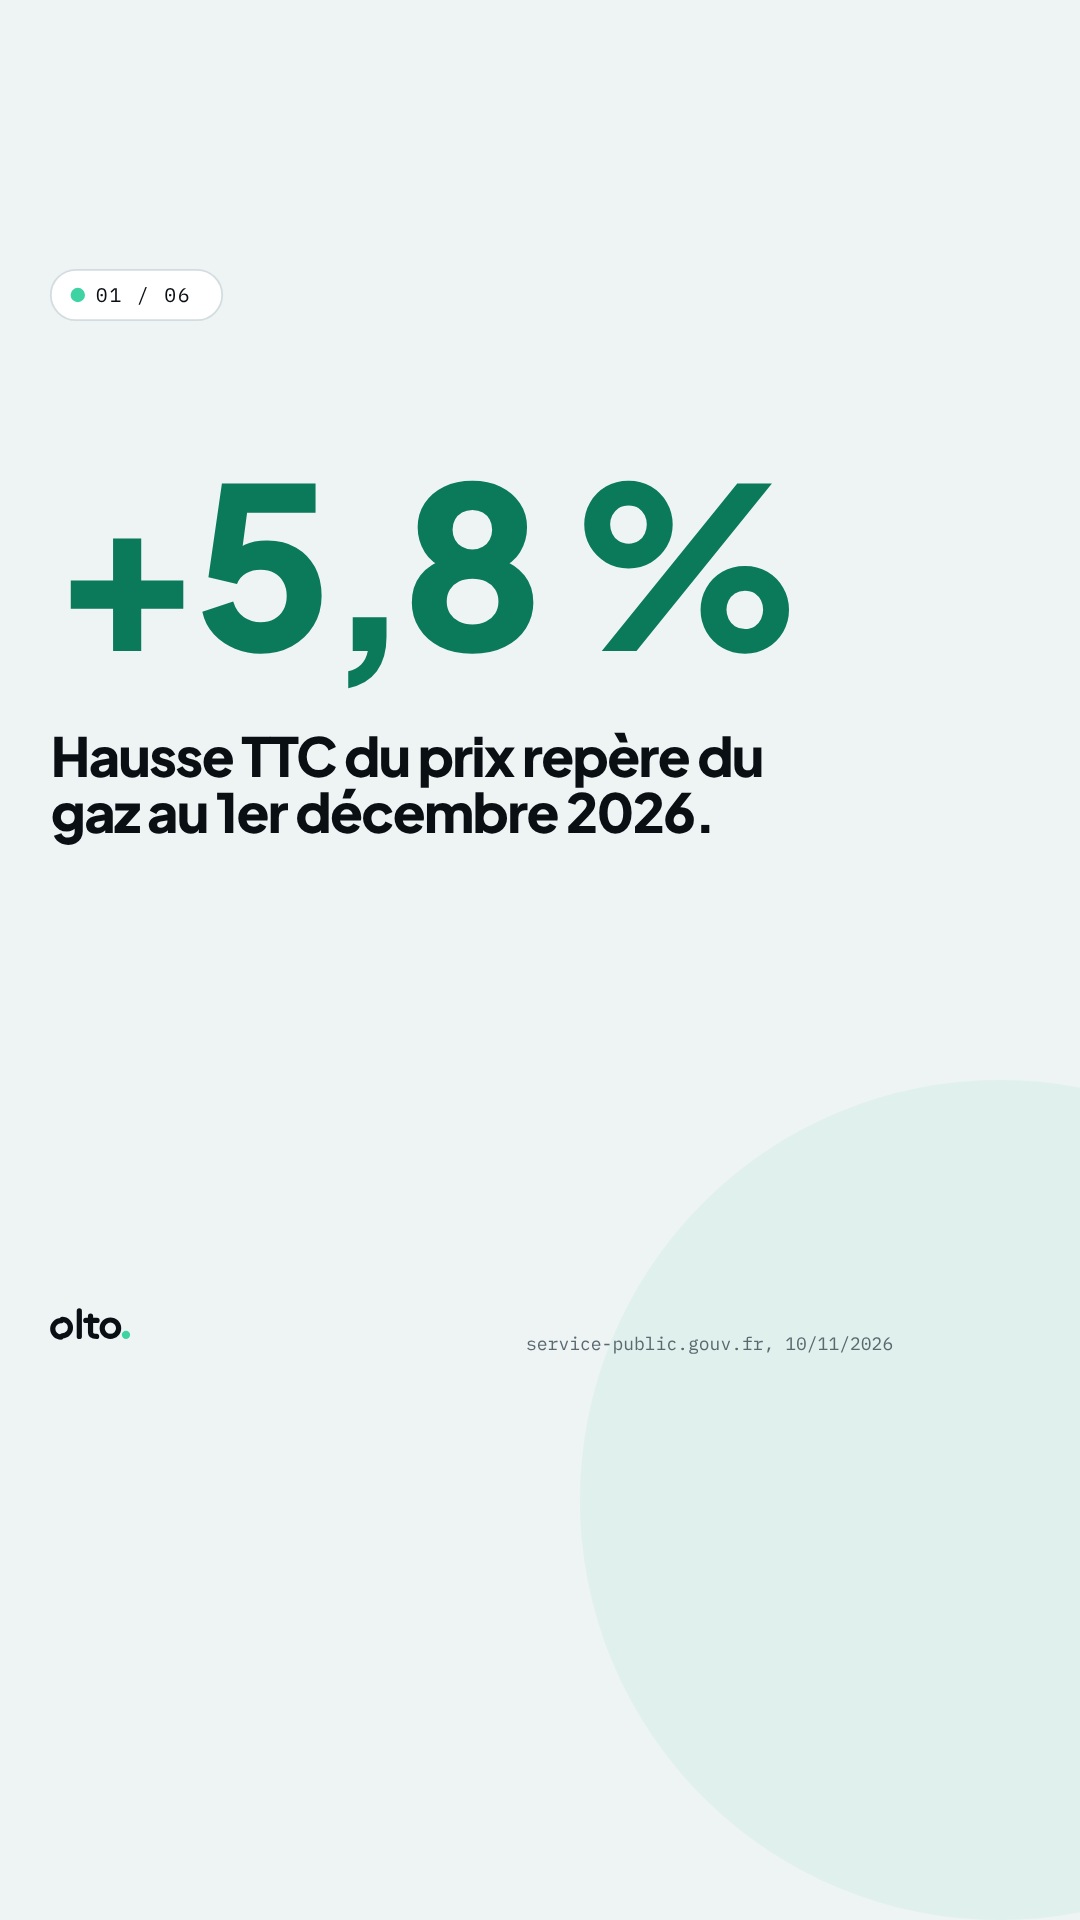 01 / 06
+5,8 %
Hausse TTC du prix repère du
gaz au 1er décembre 2026.
olto.
service-public.gouv.fr, 10/11/2026